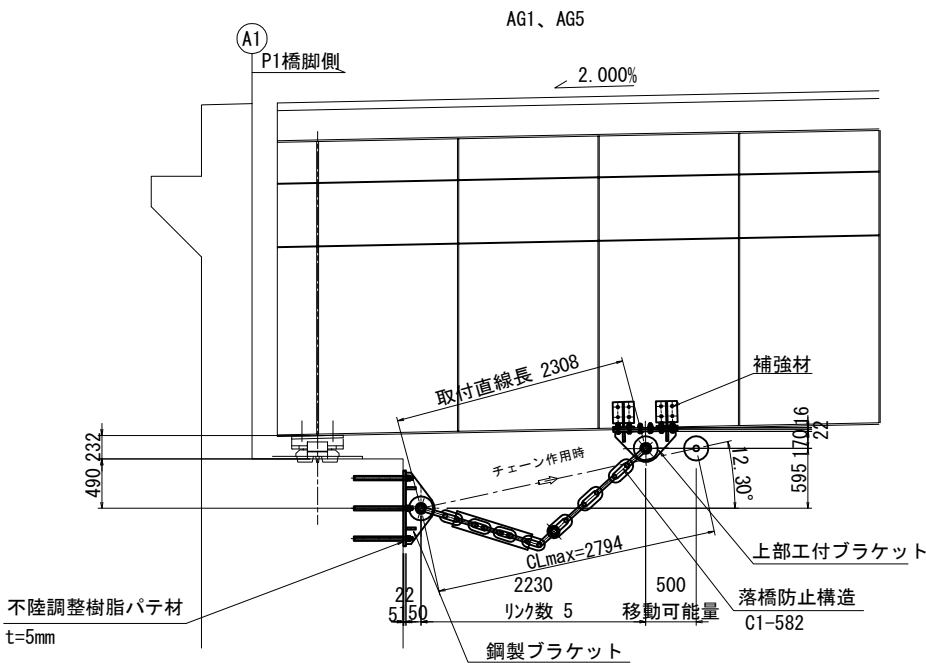 AG1、AG5
A1
P1橋脚側
2.000%
取付直線長 2308
補強材
232
490
チェーン作用時
16
22
170
595
12.30°
CLmax=2794
上部工付ブラケット
2230
500
22
5
150
リンク数 5
移動可能量
落橋防止構造
C1-582
不陸調整樹脂パテ材
t=5mm
鋼製ブラケット